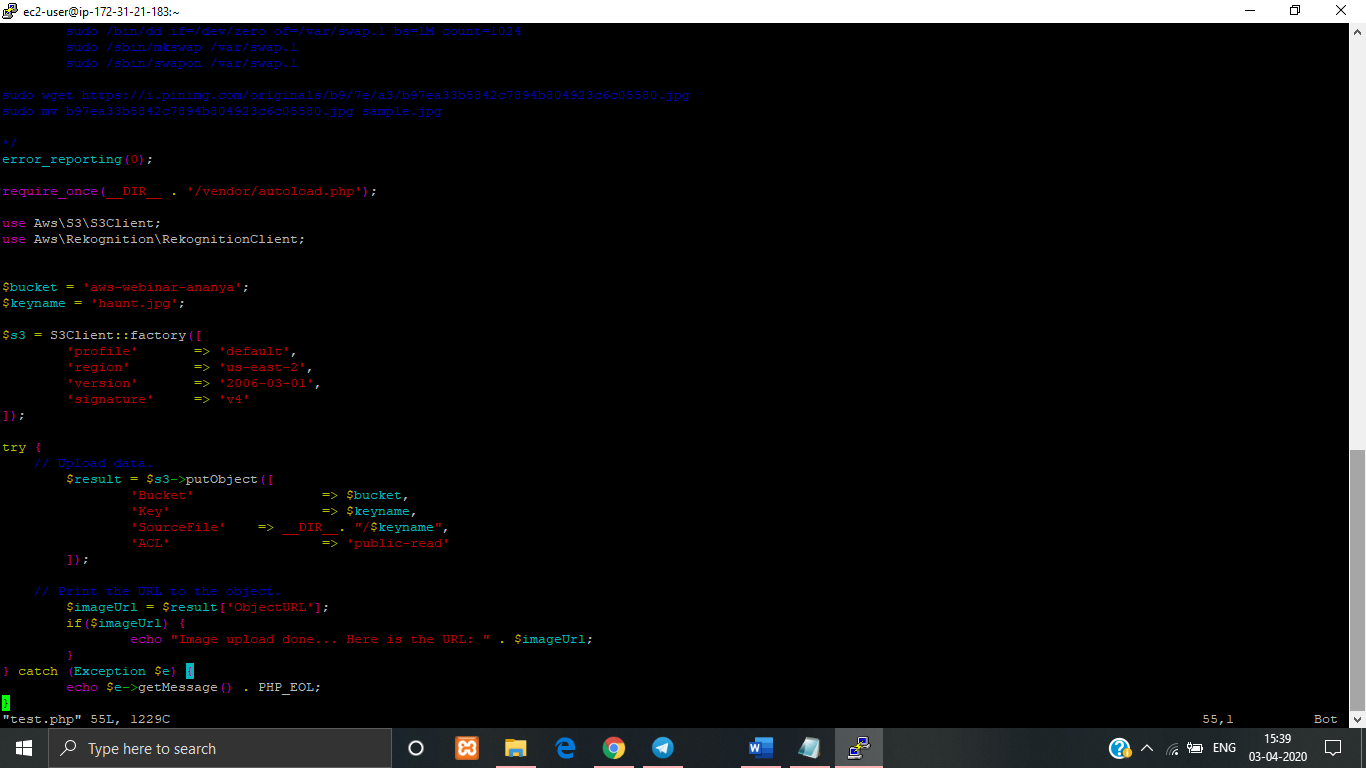 ec2-user@ip-172-31-21-183:~
sudo /bin/dd if=/dev/zero of=/var/swap.1 bs=1M count=1024
sudo /sbin/mkswap /var/swap.1
sudo /sbin/swapon /var/swap.1
sudo wget https://i.pinimg.com/originals/b9/7e/a3/b97ea33b5842c7894b804923c6c05580.jpg
sudo mv b97ea33b5842c7894b804923c6c05580.jpg sample.jpg
*/
error_reporting(0);
require_once(__DIR__ . '/vendor/autoload.php');
use Aws\S3\S3Client;
use Aws\Rekognition\RekognitionClient;
$bucket = 'aws-webinar-ananya';
$keyname = 'haunt.jpg';
$s3 = S3Client::factory([
'profile' => 'default',
'region' => 'us-east-2',
'version' => '2006-03-01',
'signature' => 'v4'
]);
try {
// Upload data.
$result = $s3->putObject([
'Bucket' => $bucket,
'Key' => $keyname,
'SourceFile' => __DIR__. "/$keyname",
'ACL' => 'public-read'
]);
// Print the URL to the object.
$imageUrl = $result['ObjectURL'];
if($imageUrl) {
echo "Image upload done... Here is the URL: " . $imageUrl;
}
} catch (Exception $e) {
echo $e->getMessage() . PHP_EOL;
}
"test.php" 55L, 1229C 55,1 Bot
Type here to search
ENG
15:39
03-04-2020